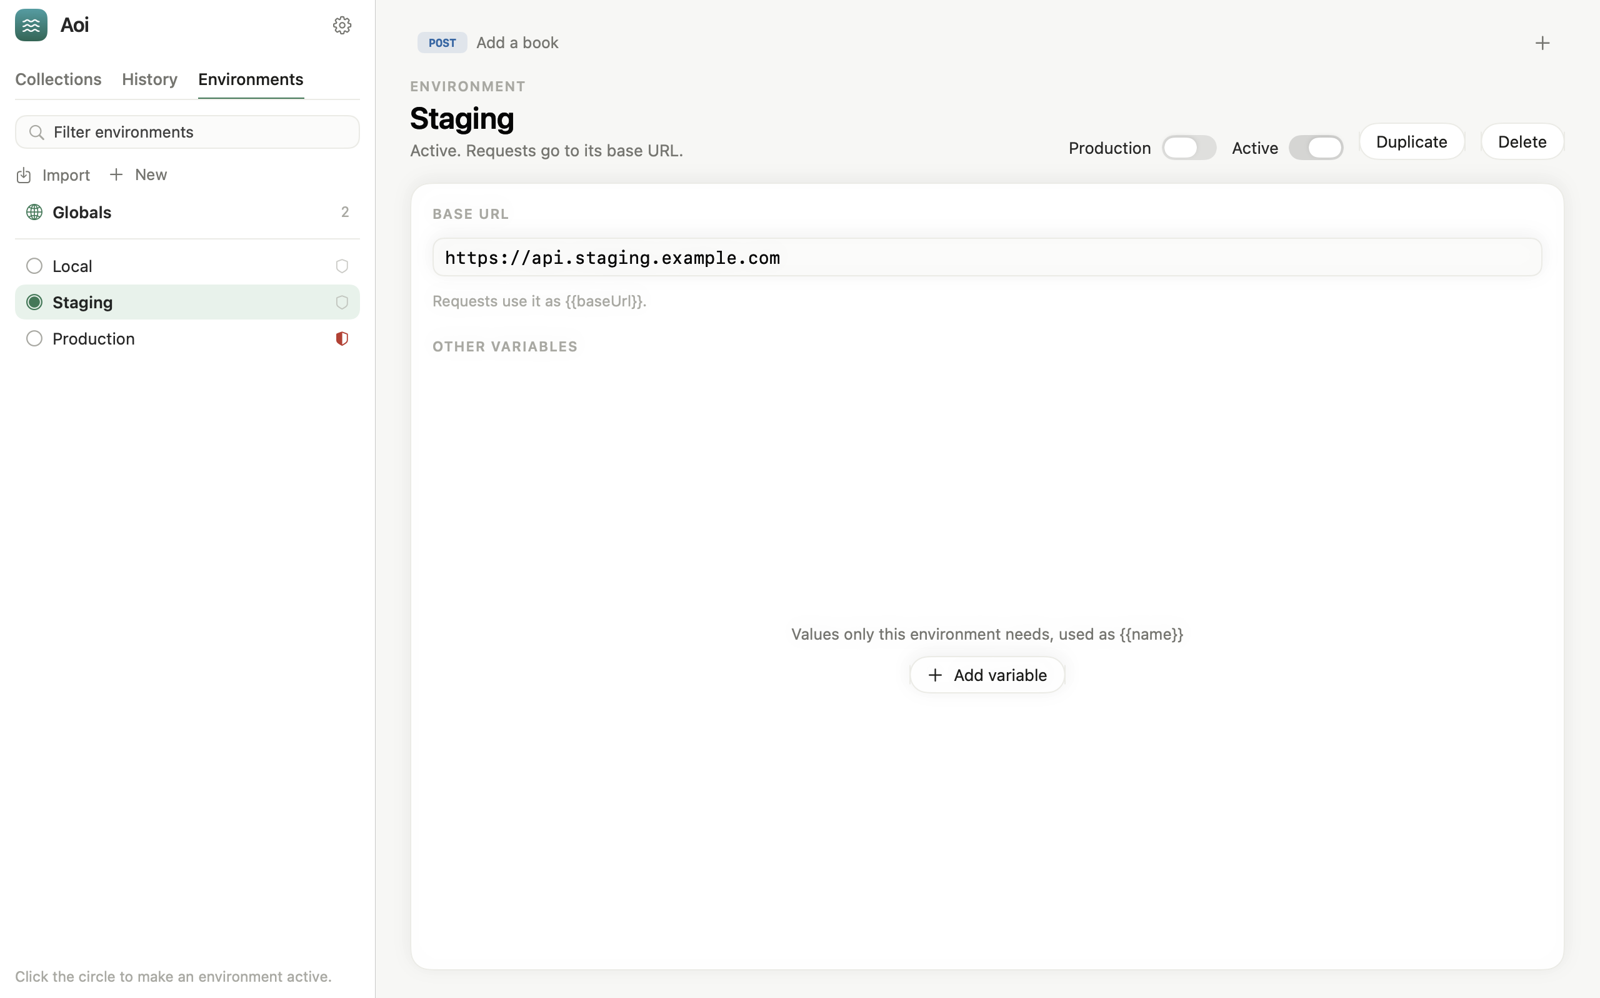 Aoi
Collections History Environments
Filter environments
Import New
Globals 2
Local
Staging
Production
Click the circle to make an environment active.
POST Add a book
ENVIRONMENT
Staging
Active. Requests go to its base URL.
Production Active Duplicate Delete
BASE URL
https://api.staging.example.com
Requests use it as {{baseUrl}}.
OTHER VARIABLES
Values only this environment needs, used as {{name}}
Add variable